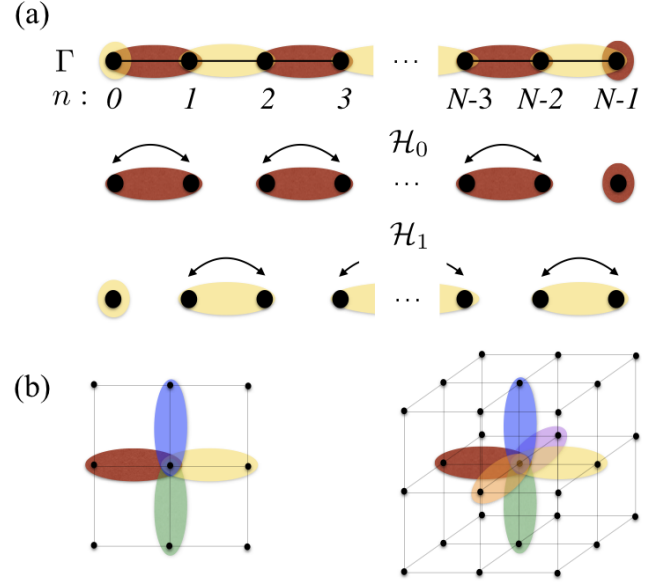 (a)
Γ
n : 0 1 2 3 ··· N-3 N-2 N-1
ℋ₀
···
ℋ₁
···
(b)